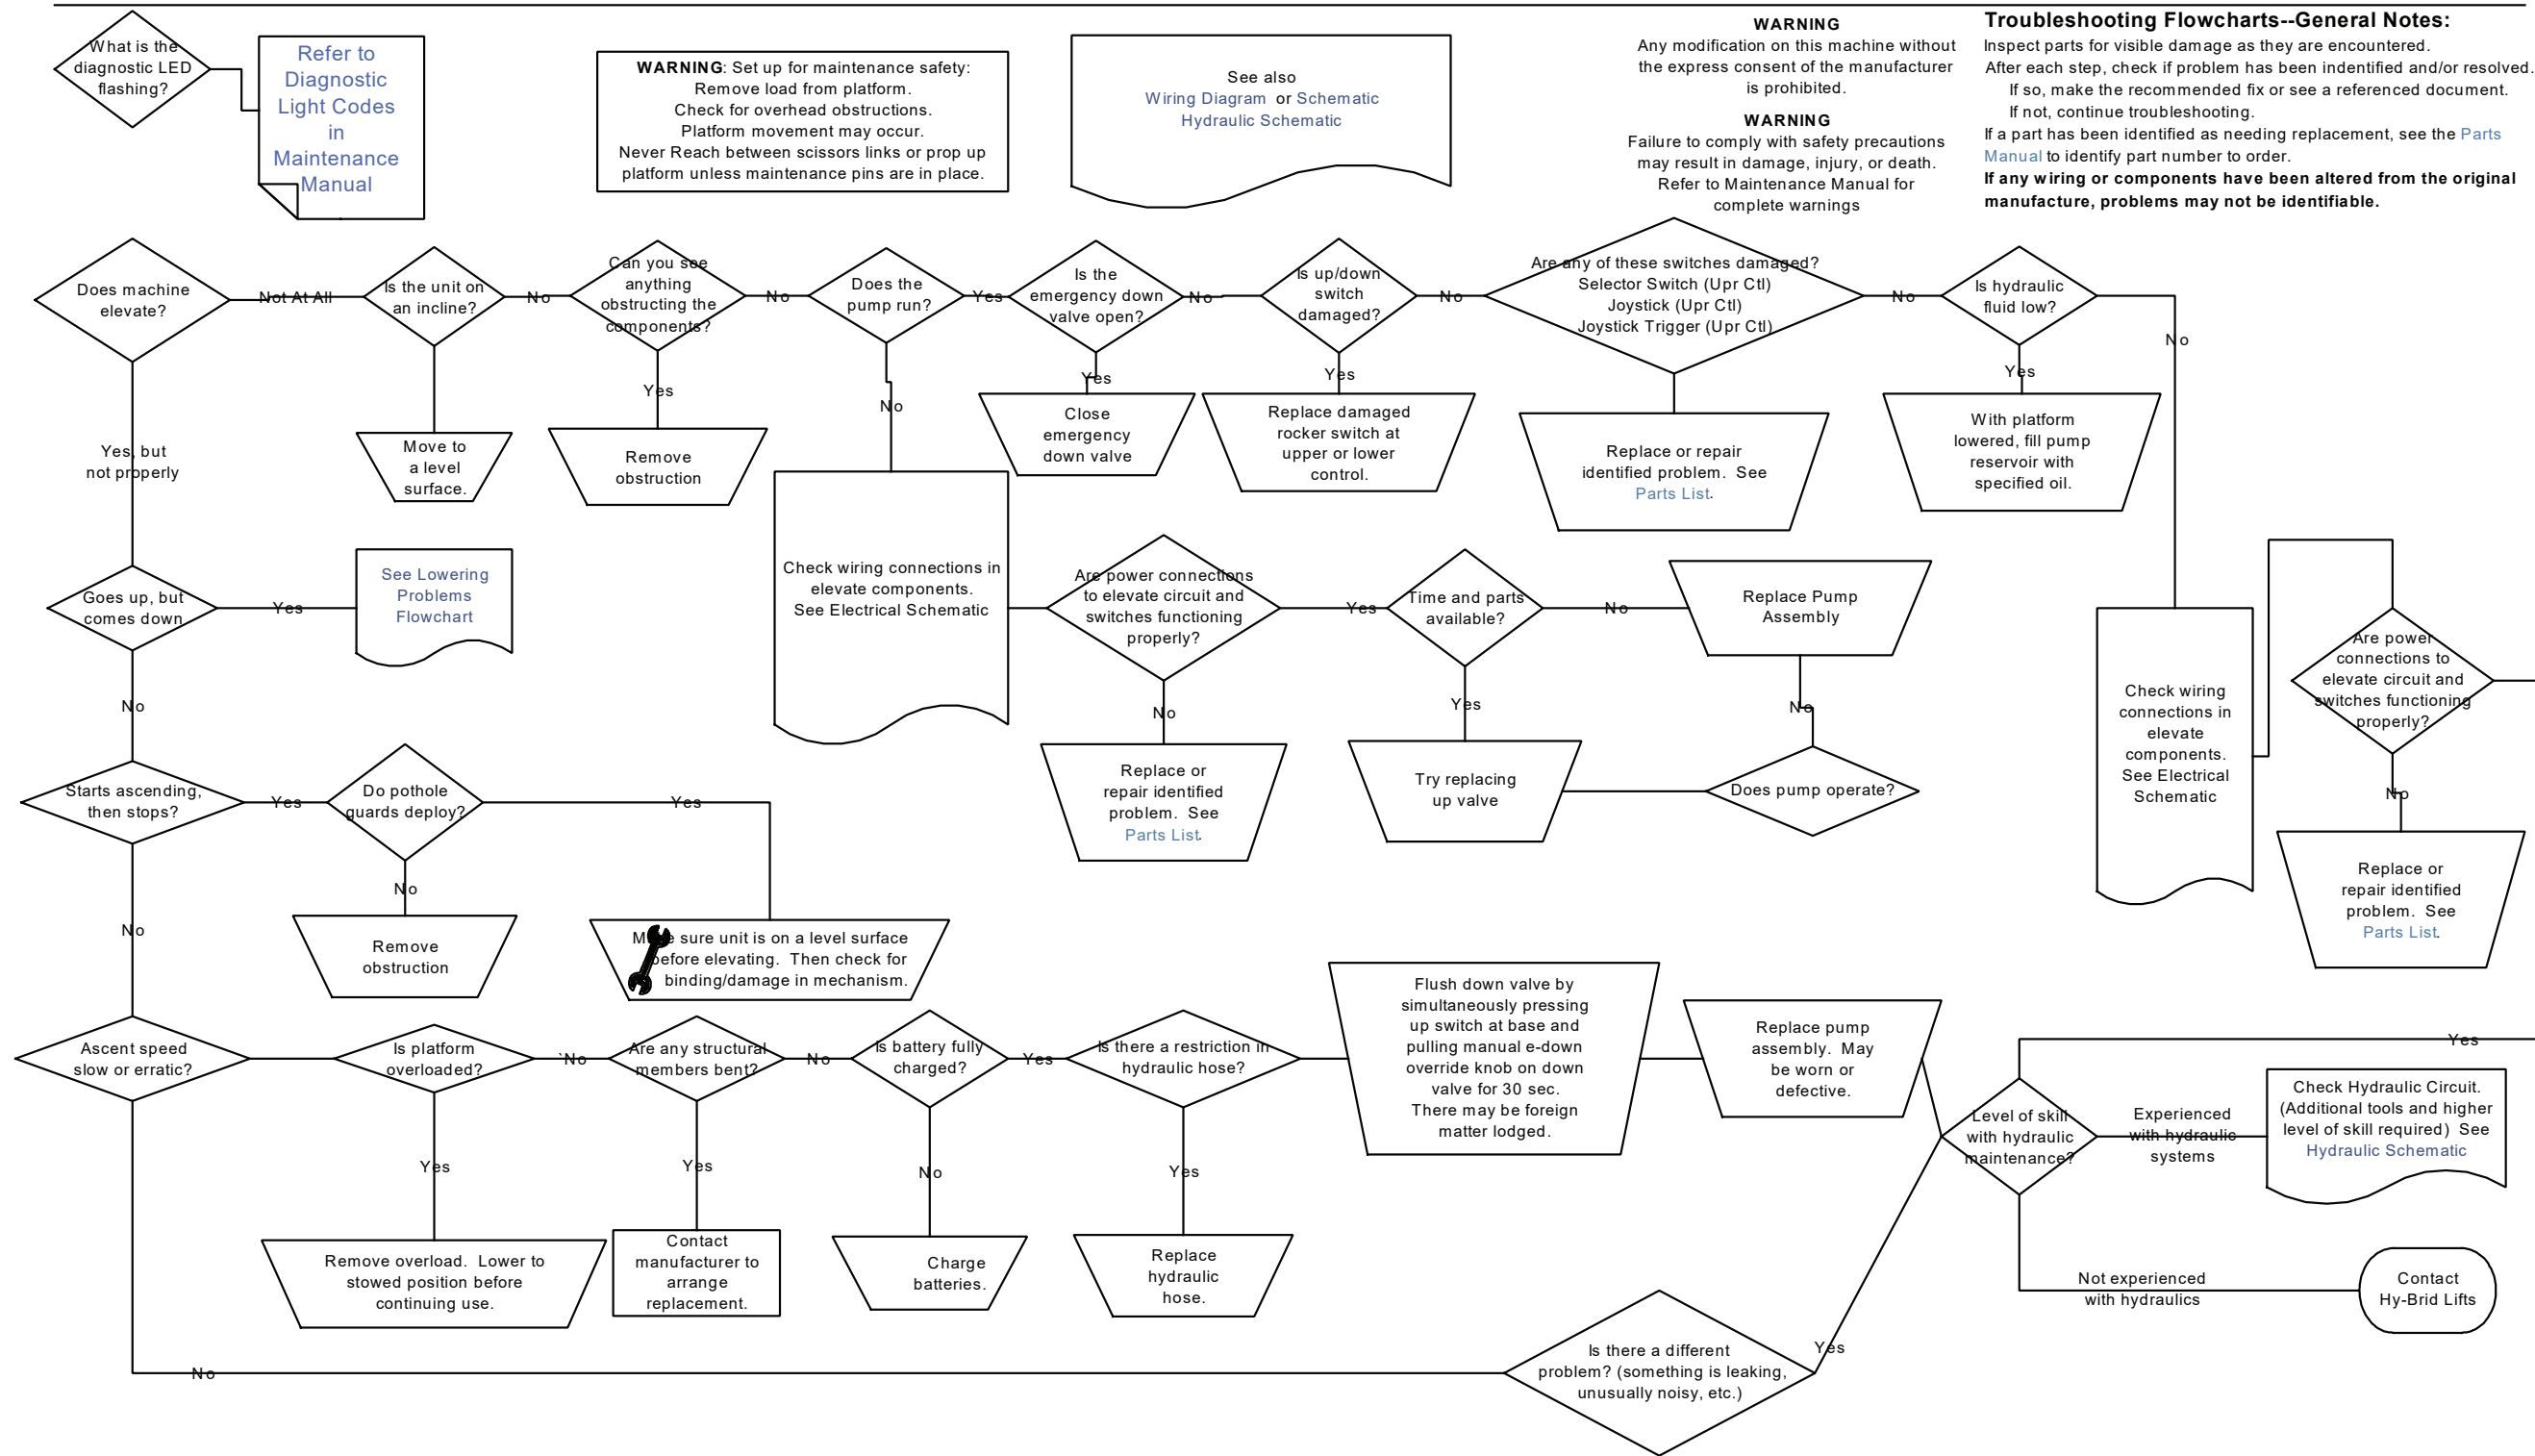 What is the
diagnostic LED
flashing?
Refer to
Diagnostic
Light Codes
in
Maintenance
Manual
WARNING: Set up for maintenance safety:
Remove load from platform.
Check for overhead obstructions.
Platform movement may occur.
Never Reach between scissors links or prop up
platform unless maintenance pins are in place.
See also
Wiring Diagram or Schematic
Hydraulic Schematic
WARNING
Any modification on this machine without
the express consent of the manufacturer
is prohibited.
WARNING
Failure to comply with safety precautions
may result in damage, injury, or death.
Refer to Maintenance Manual for
complete warnings
Troubleshooting Flowcharts--General Notes:
Inspect parts for visible damage as they are encountered.
After each step, check if problem has been indentified and/or resolved.
If so, make the recommended fix or see a referenced document.
If not, continue troubleshooting.
If a part has been identified as needing replacement, see the Parts
Manual to identify part number to order.
If any wiring or components have been altered from the original
manufacture, problems may not be identifiable.
Does machine
elevate?
Not At All
Is the unit on
an incline?
No
Can you see
anything
obstructing the
components?
No
Does the
pump run?
Yes
Is the
emergency down
valve open?
No
Is up/down
switch
damaged?
No
Are any of these switches damaged?
Selector Switch (Upr Ctl)
Joystick (Upr Ctl)
Joystick Trigger (Upr Ctl)
No
Is hydraulic
fluid low?
No
Yes, but
not properly
Move to
a level
surface.
Yes
Remove
obstruction
No
Yes
Close
emergency
down valve
Yes
Replace damaged
rocker switch at
upper or lower
control.
Replace or repair
identified problem. See
Parts List.
Yes
With platform
lowered, fill pump
reservoir with
specified oil.
Goes up, but
comes down
Yes
See Lowering
Problems
Flowchart
Check wiring connections in
elevate components.
See Electrical Schematic
Are power connections
to elevate circuit and
switches functioning
properly?
Yes
Time and parts
available?
No
Replace Pump
Assembly
Check wiring
connections in
elevate
components.
See Electrical
Schematic
Are power
connections to
elevate circuit and
switches functioning
properly?
No
No
Yes
No
No
Starts ascending,
then stops?
Yes
Do pothole
guards deploy?
Yes
Replace or
repair identified
problem. See
Parts List.
Try replacing
up valve
Does pump operate?
Replace or
repair identified
problem. See
Parts List.
No
No
Remove
obstruction
sure unit is on a level surface
before elevating. Then check for
binding/damage in mechanism.
Ascent speed
slow or erratic?
Is platform
overloaded?
`No
Are any structural
members bent?
No
Is battery fully
charged?
Yes
Is there a restriction in
hydraulic hose?
Flush down valve by
simultaneously pressing
up switch at base and
pulling manual e-down
override knob on down
valve for 30 sec.
There may be foreign
matter lodged.
Replace pump
assembly. May
be worn or
defective.
Yes
Level of skill
with hydraulic
maintenance?
Experienced
with hydraulic
systems
Check Hydraulic Circuit.
(Additional tools and higher
level of skill required) See
Hydraulic Schematic
Yes
Yes
No
Yes
Remove overload. Lower to
stowed position before
continuing use.
Contact
manufacturer to
arrange
replacement.
Charge
batteries.
Replace
hydraulic
hose.
Not experienced
with hydraulics
Contact
Hy-Brid Lifts
No
Is there a different
problem? (something is leaking,
unusually noisy, etc.)
Yes